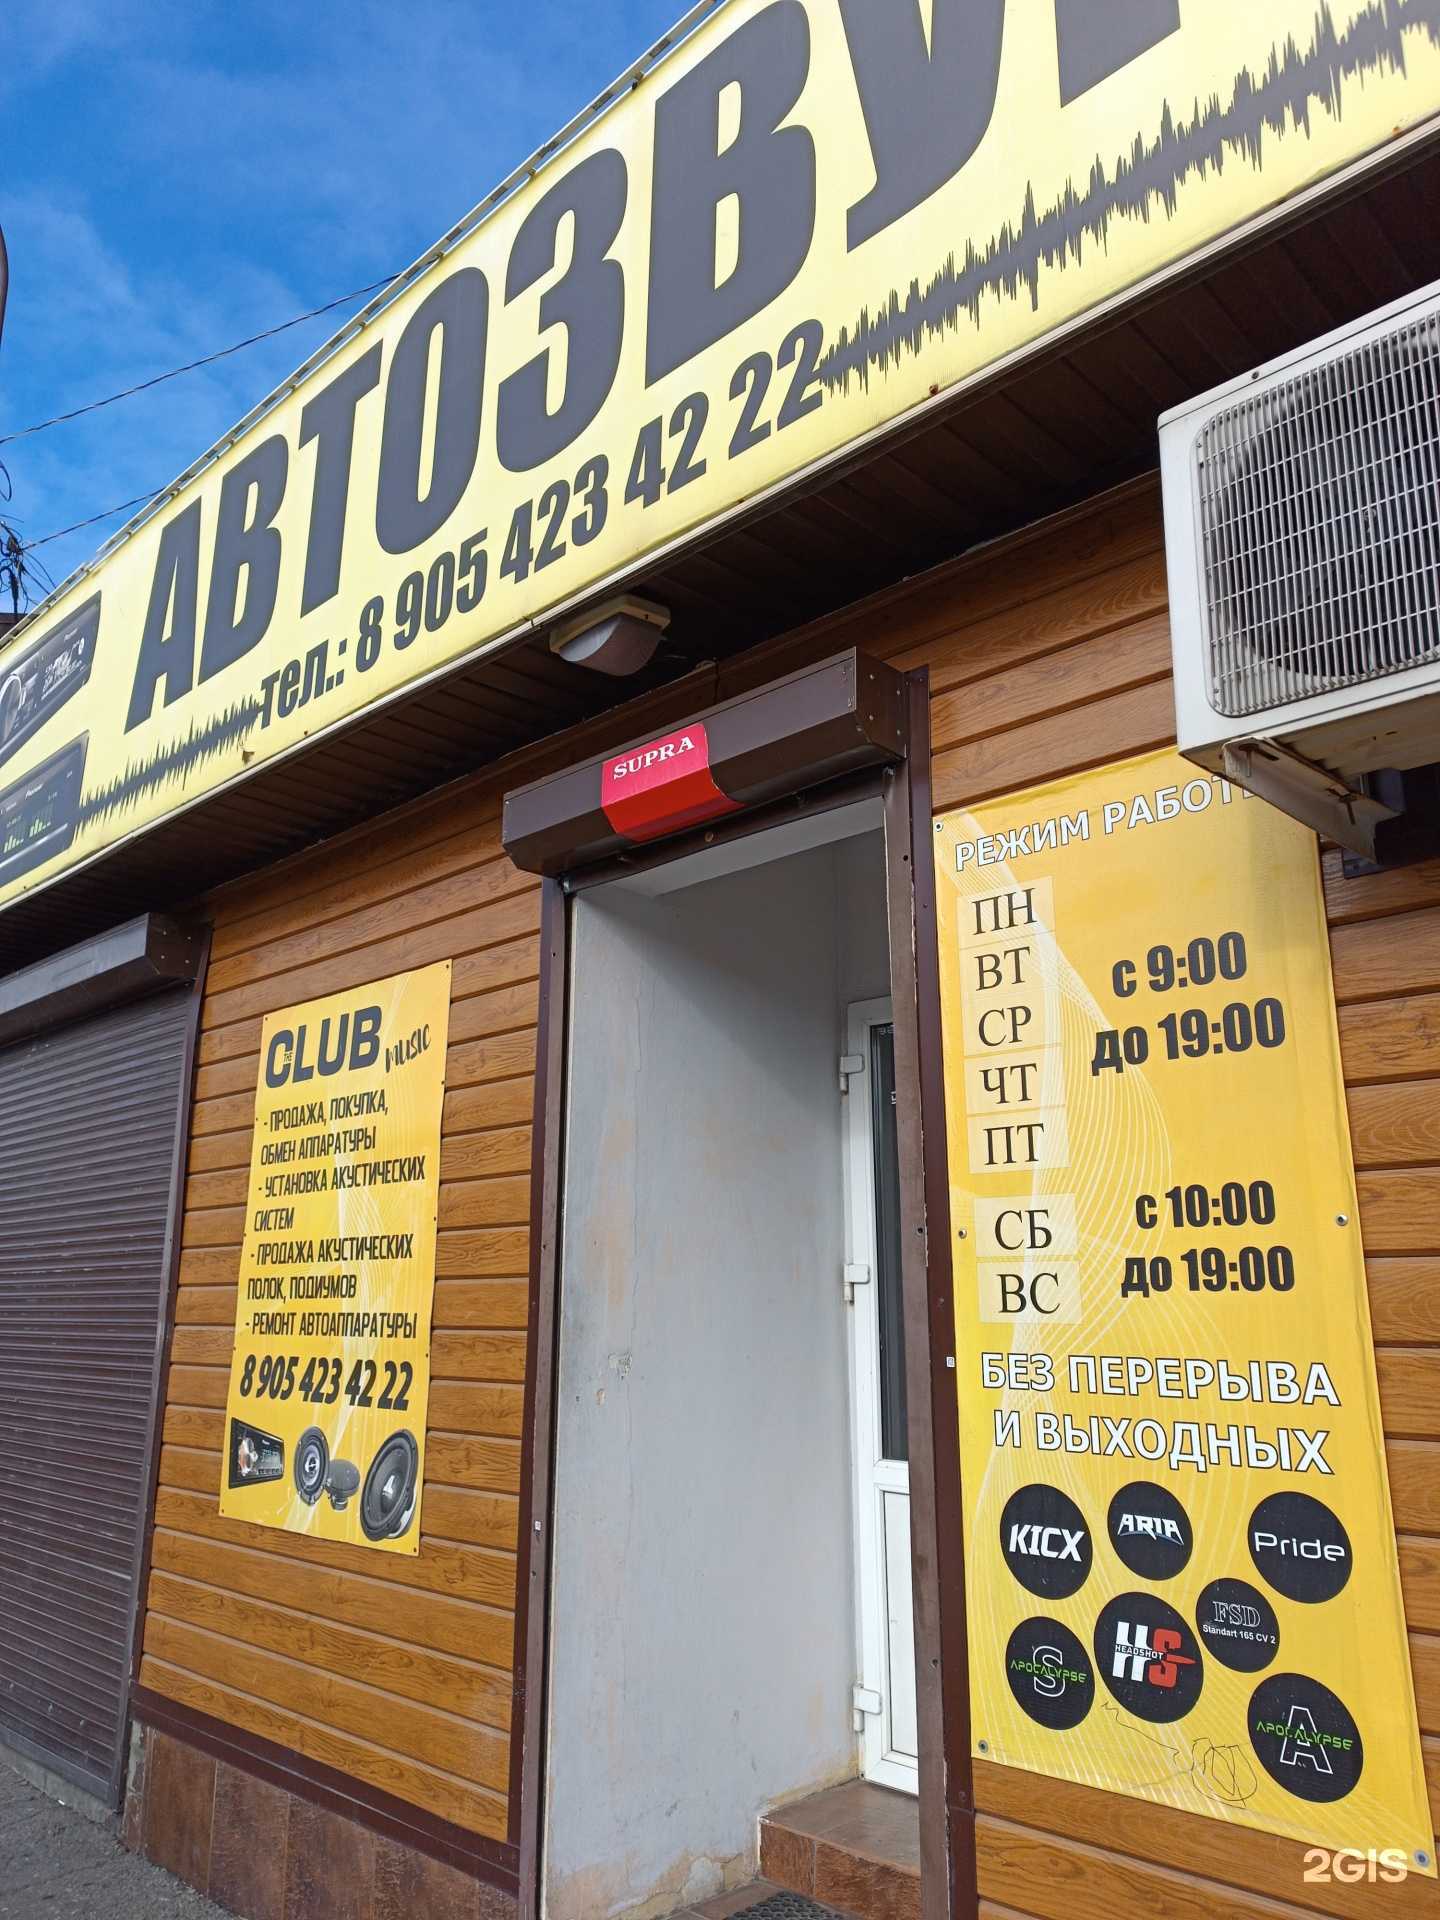 АВТОЗВУК
тел.: 8 905 423 42 22
SUPRA
THE CLUB music
- ПРОДАЖА, ПОКУПКА,
ОБМЕН АППАРАТУРЫ
- УСТАНОВКА АКУСТИЧЕСКИХ
СИСТЕМ
- ПРОДАЖА АКУСТИЧЕСКИХ
ПОЛОК, ПОДИУМОВ
- РЕМОНТ АВТОАППАРАТУРЫ
8 905 423 42 22
РЕЖИМ РАБОТЫ
ПН
ВТ
СР
ЧТ
ПТ
с 9:00
до 19:00
СБ
ВС
с 10:00
до 19:00
БЕЗ ПЕРЕРЫВА
И ВЫХОДНЫХ
KICX
ARIA
Pride
FSD
Standart 165 CV 2
APOCALYPSE
S
HS
HEADSHOT
APOCALYPSE
A
2GIS